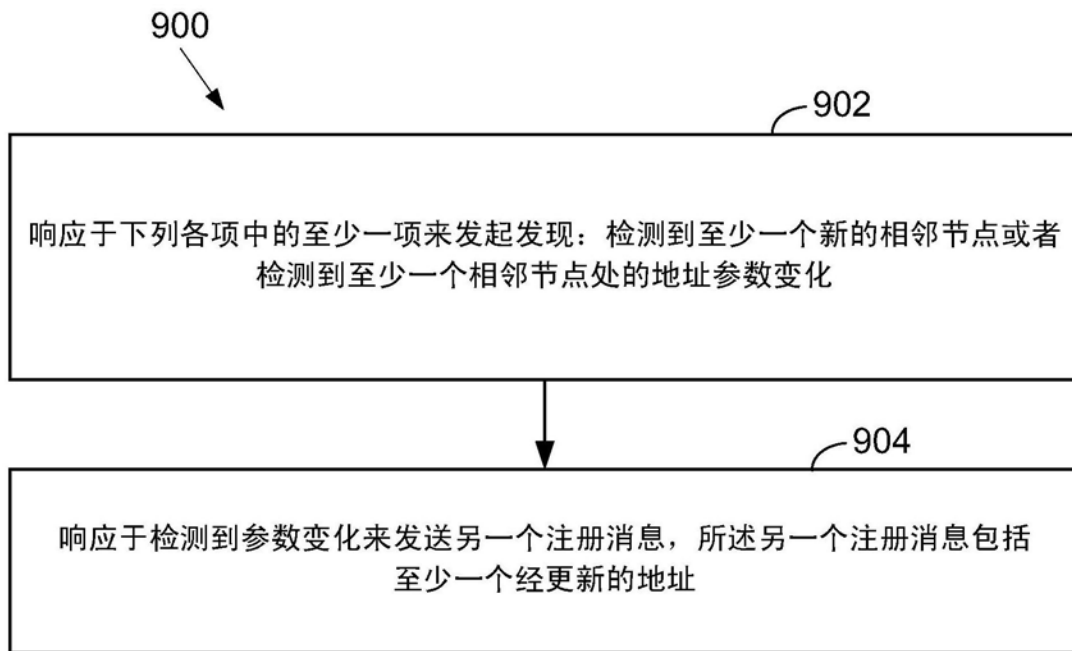 900
902
响应于下列各项中的至少一项来发起发现：检测到至少一个新的相邻节点或者
检测到至少一个相邻节点处的地址参数变化
904
响应于检测到参数变化来发送另一个注册消息，所述另一个注册消息包括
至少一个经更新的地址